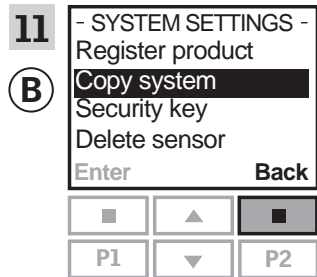 11
B
- SYSTEM SETTINGS -
Register product
Copy system
Security key
Delete sensor
Enter Back
P1 P2